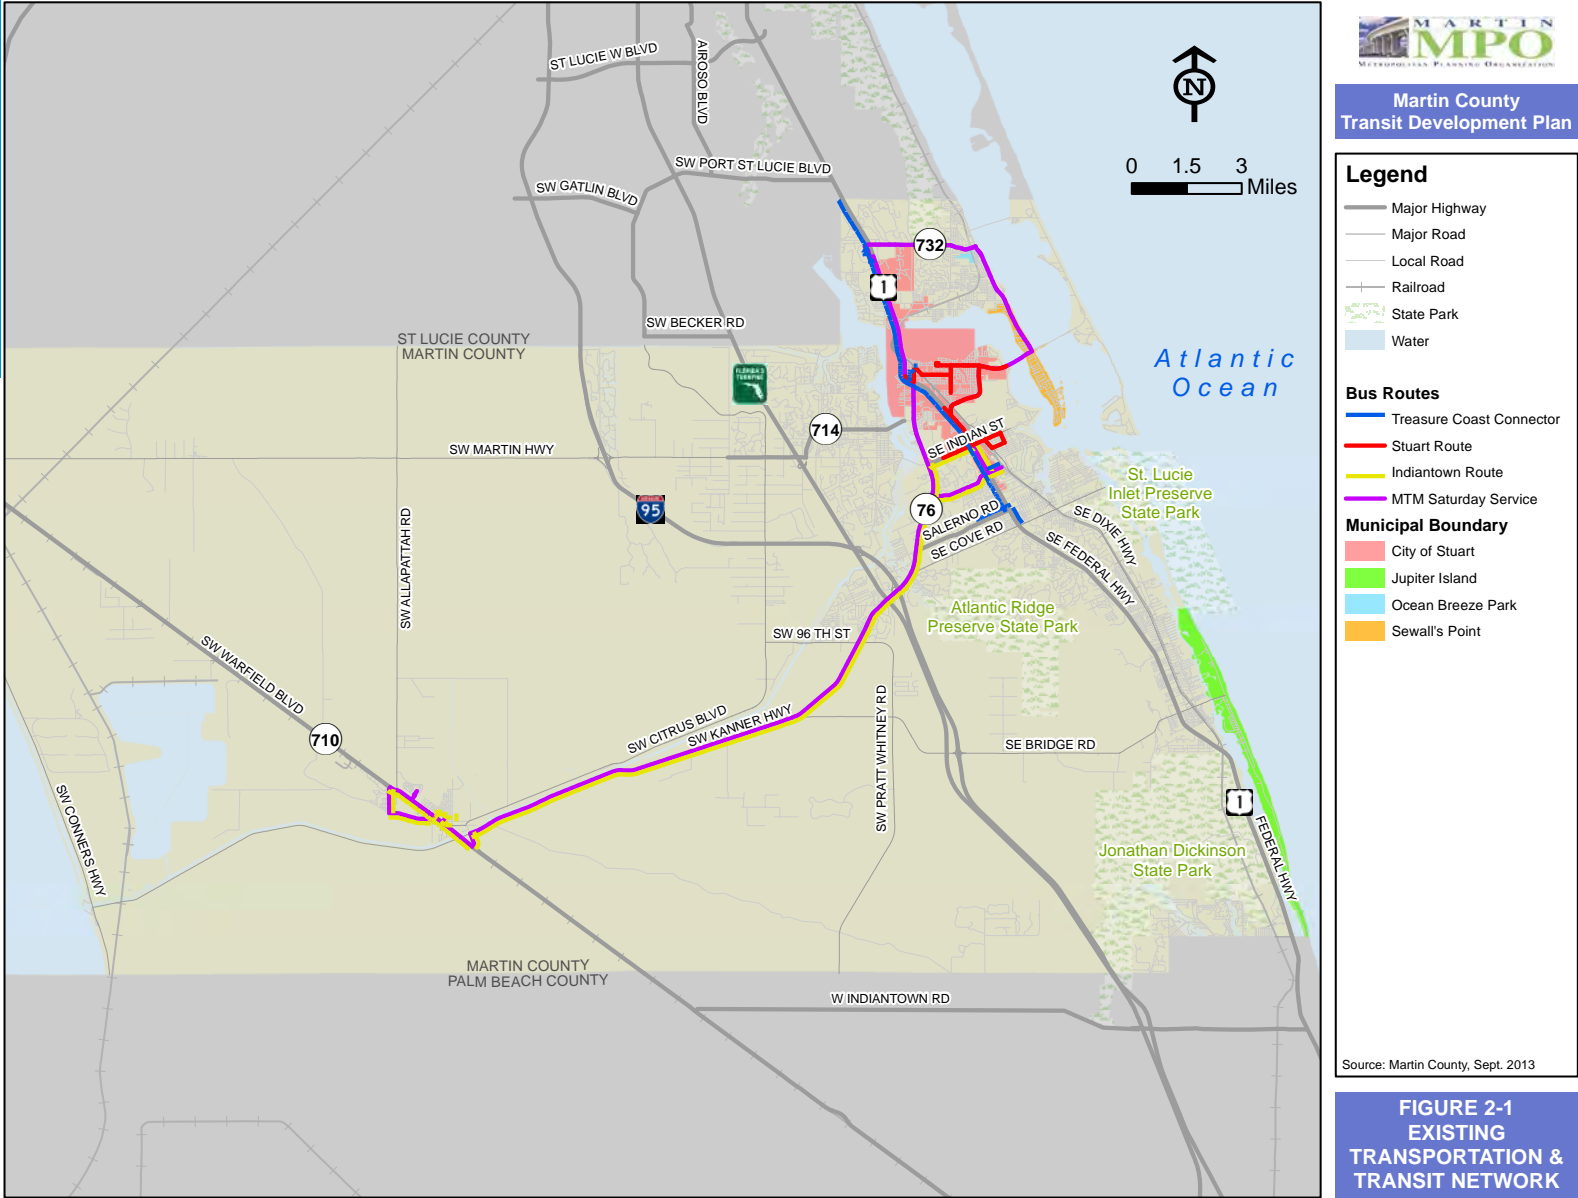 ST LUCIE W BLVD
AIROSO BLVD
SW PORT ST LUCIE BLVD
SW GATLIN BLVD
N
0 1.5 3
Miles
732
1
SW BECKER RD
ST LUCIE COUNTY
MARTIN COUNTY
FLORIDA'S
TURNPIKE
Atlantic
Ocean
714
SW MARTIN HWY
SE INDIAN ST
St. Lucie
Inlet Preserve
State Park
95
76
SALERNO RD
SE COVE RD
SE DIXIE HWY
SE FEDERAL HWY
SW ALLAPATTAH RD
Atlantic Ridge
Preserve State Park
SW 96 TH ST
SW WARFIELD BLVD
710
SW CITRUS BLVD
SW KANNER HWY
SW PRATT WHITNEY RD
SE BRIDGE RD
1
FEDERAL HWY
SW CONNERS HWY
Jonathan Dickinson
State Park
MARTIN COUNTY
PALM BEACH COUNTY
W INDIANTOWN RD
MARTIN
MPO
METROPOLITAN PLANNING ORGANIZATION
Martin County
Transit Development Plan
Legend
Major Highway
Major Road
Local Road
Railroad
State Park
Water
Bus Routes
Treasure Coast Connector
Stuart Route
Indiantown Route
MTM Saturday Service
Municipal Boundary
City of Stuart
Jupiter Island
Ocean Breeze Park
Sewall's Point
Source: Martin County, Sept. 2013
FIGURE 2-1
EXISTING
TRANSPORTATION &
TRANSIT NETWORK